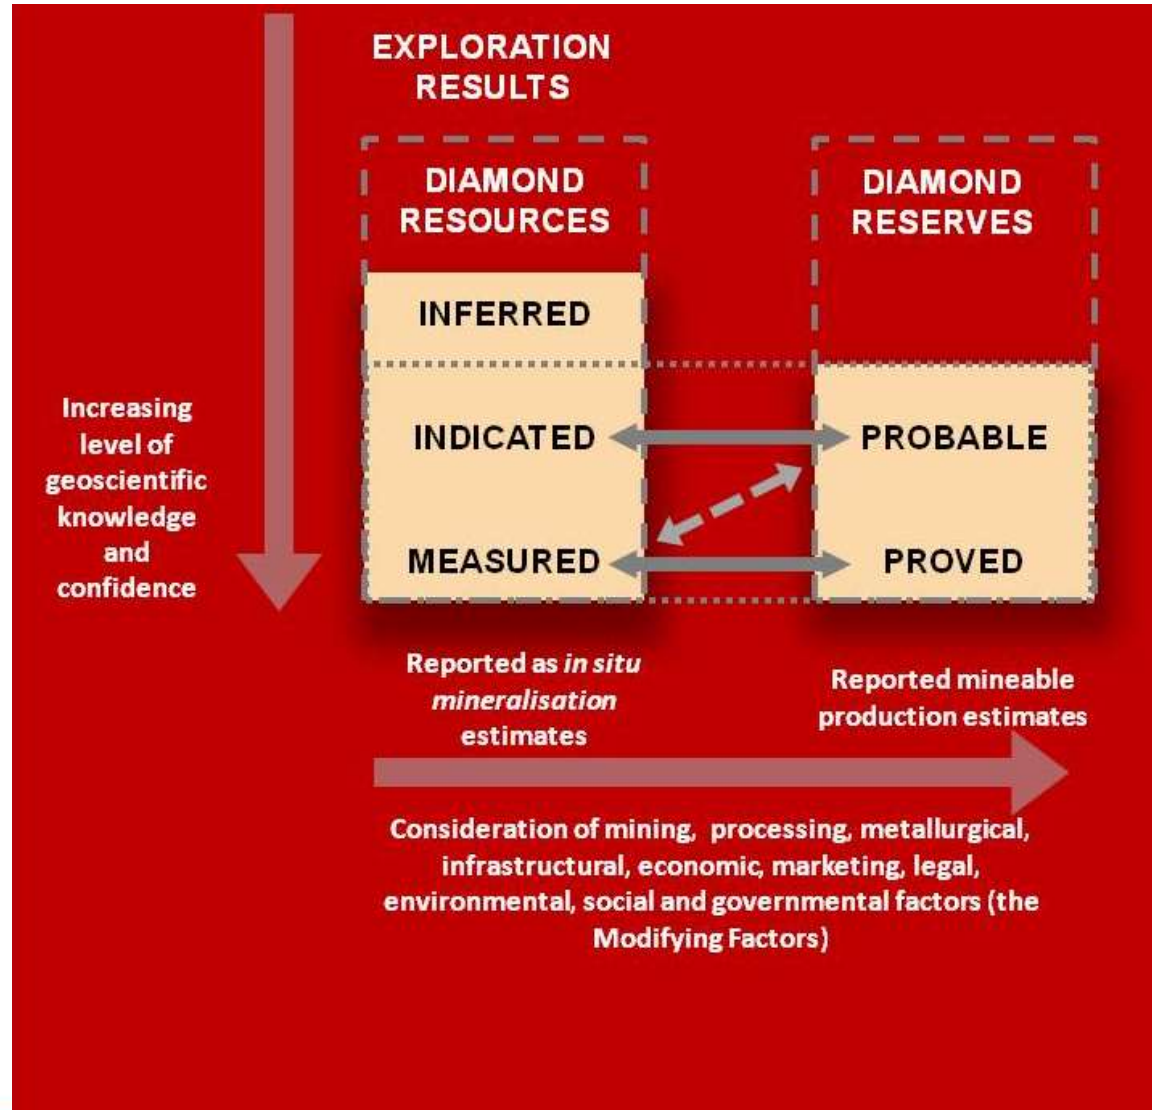 EXPLORATION
RESULTS
DIAMOND
RESOURCES
DIAMOND
RESERVES
INFERRED
INDICATED
PROBABLE
MEASURED
PROVED
Increasing
level of
geoscientific
knowledge
and
confidence
Reported as in situ
mineralisation
estimates
Reported mineable
production estimates
Consideration of mining, processing, metallurgical,
infrastructural, economic, marketing, legal,
environmental, social and governmental factors (the
Modifying Factors)